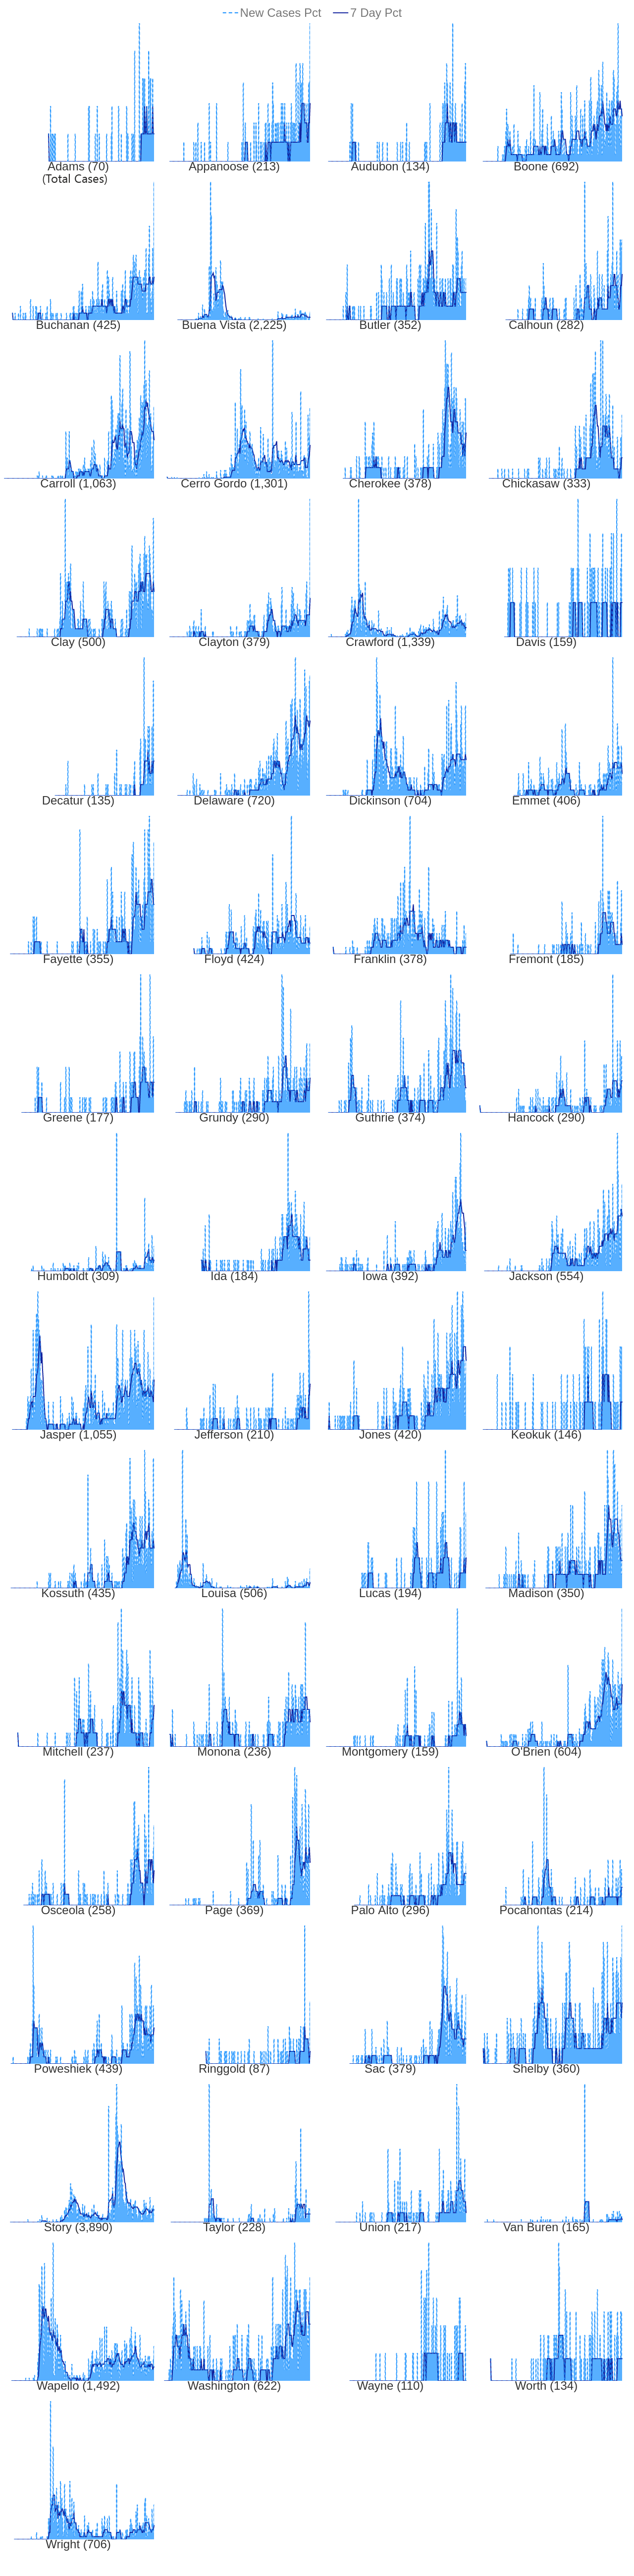 New Cases Pct 7 Day Pct
Adams (70) Appanoose (213) Audubon (134) Boone (692)
(Total Cases)
Buchanan (425) Buena Vista (2,225) Butler (352) Calhoun (282)
Carroll (1,063) Cerro Gordo (1,301) Cherokee (378) Chickasaw (333)
Clay (500) Clayton (379) Crawford (1,339) Davis (159)
Decatur (135) Delaware (720) Dickinson (704) Emmet (406)
Fayette (355) Floyd (424) Franklin (378) Fremont (185)
Greene (177) Grundy (290) Guthrie (374) Hancock (290)
Humboldt (309) Ida (184) Iowa (392) Jackson (554)
Jasper (1,055) Jefferson (210) Jones (420) Keokuk (146)
Kossuth (435) Louisa (506) Lucas (194) Madison (350)
Mitchell (237) Monona (236) Montgomery (159) O'Brien (604)
Osceola (258) Page (369) Palo Alto (296) Pocahontas (214)
Poweshiek (439) Ringgold (87) Sac (379) Shelby (360)
Story (3,890) Taylor (228) Union (217) Van Buren (165)
Wapello (1,492) Washington (622) Wayne (110) Worth (134)
Wright (706)